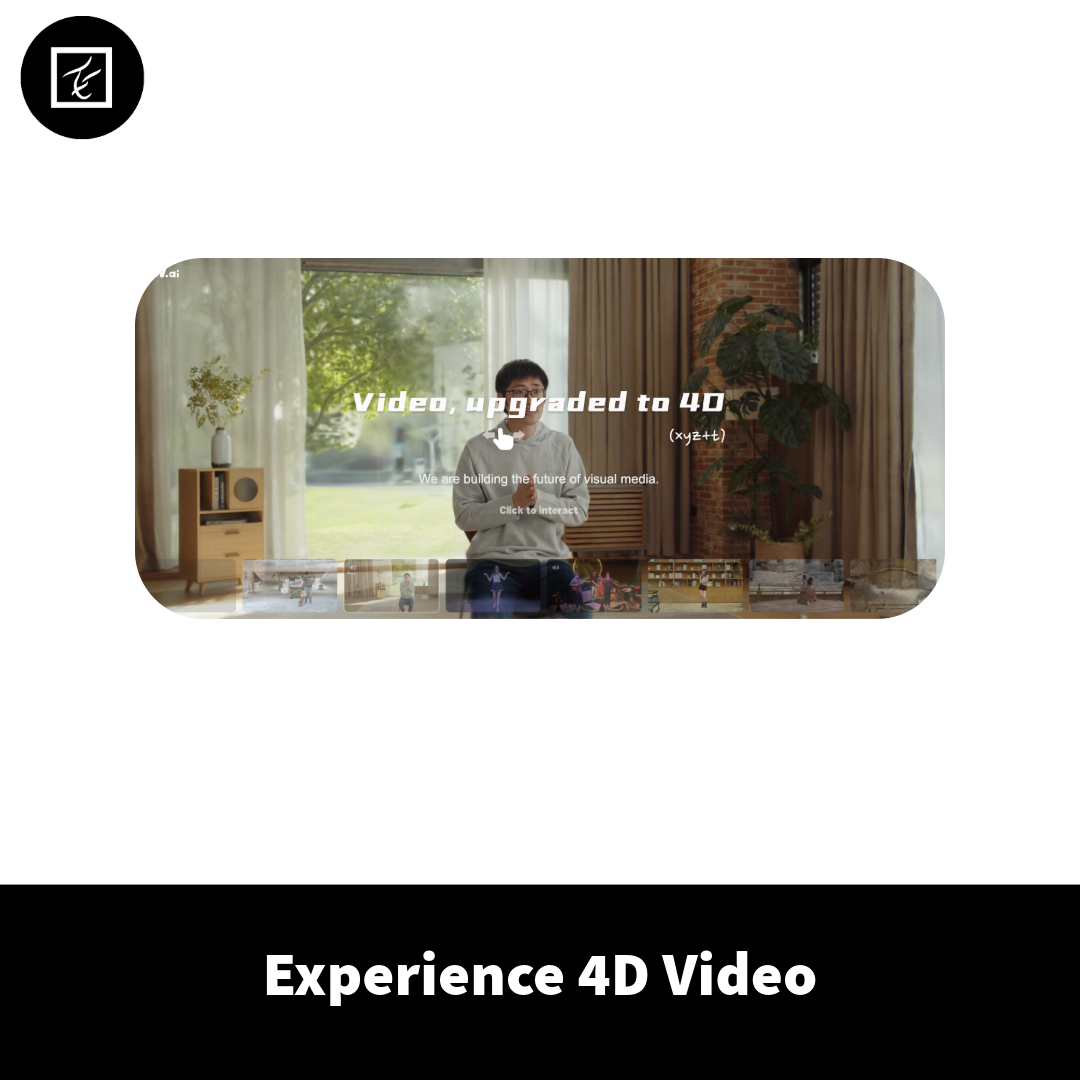 .ai
Video, upgraded to 4D
(xyz+t)
We are building the future of visual media.
Click to interact
Experience 4D Video